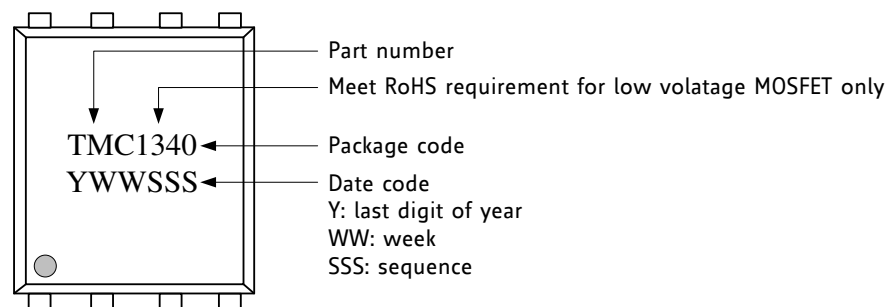 Part number
Meet RoHS requirement for low volatage MOSFET only
TMC1340
Package code
YWWSSS
Date code
Y: last digit of year
WW: week
SSS: sequence